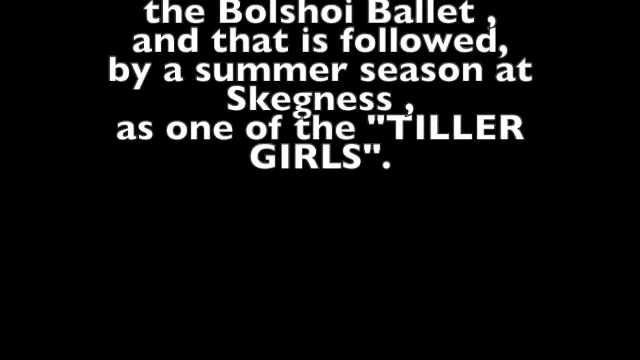 the Bolshoi Ballet ,
and that is followed,
by a summer season at
Skegness ,
as one of the "TILLER
GIRLS".